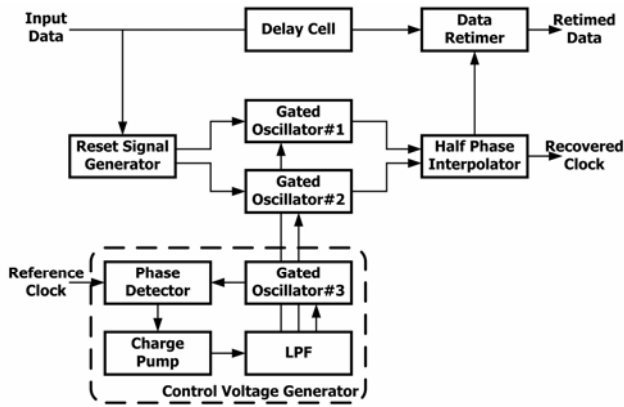 Input
Data
Delay Cell
Data
Retimer
Retimed
Data
Reset Signal
Generator
Gated
Oscillator#1
Gated
Oscillator#2
Half Phase
Interpolator
Recovered
Clock
Reference
Clock
Phase
Detector
Gated
Oscillator#3
Charge
Pump
LPF
Control Voltage Generator